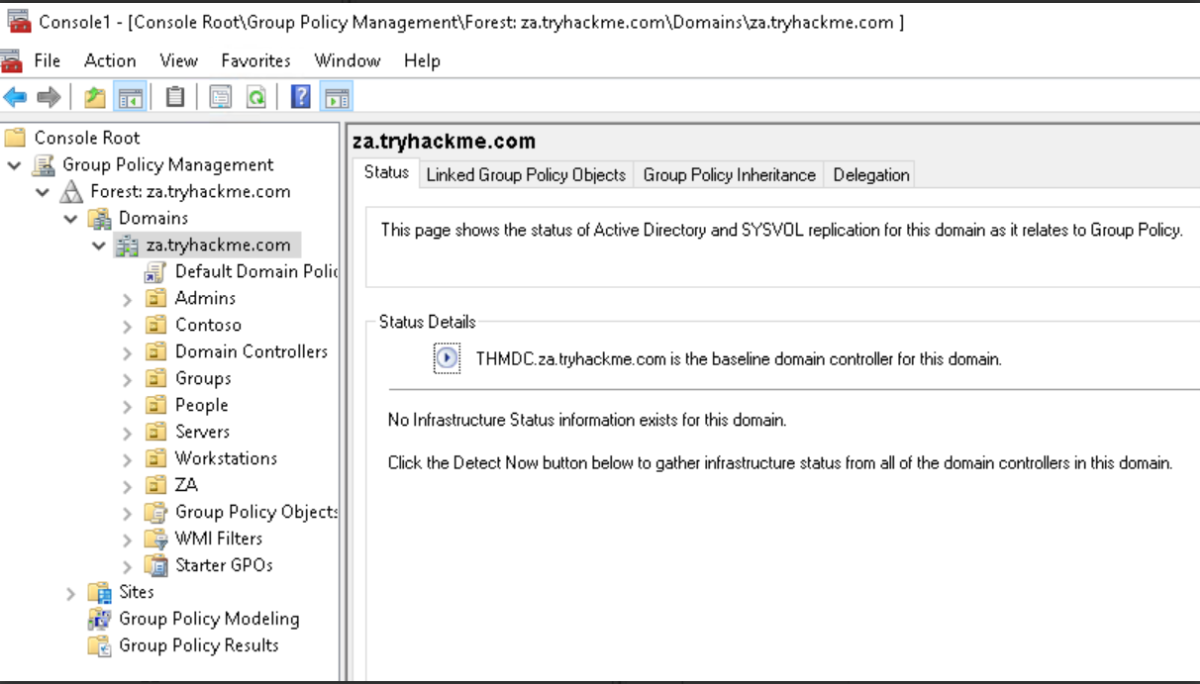 Console1 - [Console Root\Group Policy Management\Forest: za.tryhackme.com\Domains\za.tryhackme.com ]
File Action View Favorites Window Help
Console Root
Group Policy Management
Forest: za.tryhackme.com
Domains
za.tryhackme.com
Default Domain Polic
Admins
Contoso
Domain Controllers
Groups
People
Servers
Workstations
ZA
Group Policy Objects
WMI Filters
Starter GPOs
Sites
Group Policy Modeling
Group Policy Results
za.tryhackme.com
Status Linked Group Policy Objects Group Policy Inheritance Delegation
This page shows the status of Active Directory and SYSVOL replication for this domain as it relates to Group Policy.
Status Details
THMDC.za.tryhackme.com is the baseline domain controller for this domain.
No Infrastructure Status information exists for this domain.
Click the Detect Now button below to gather infrastructure status from all of the domain controllers in this domain.